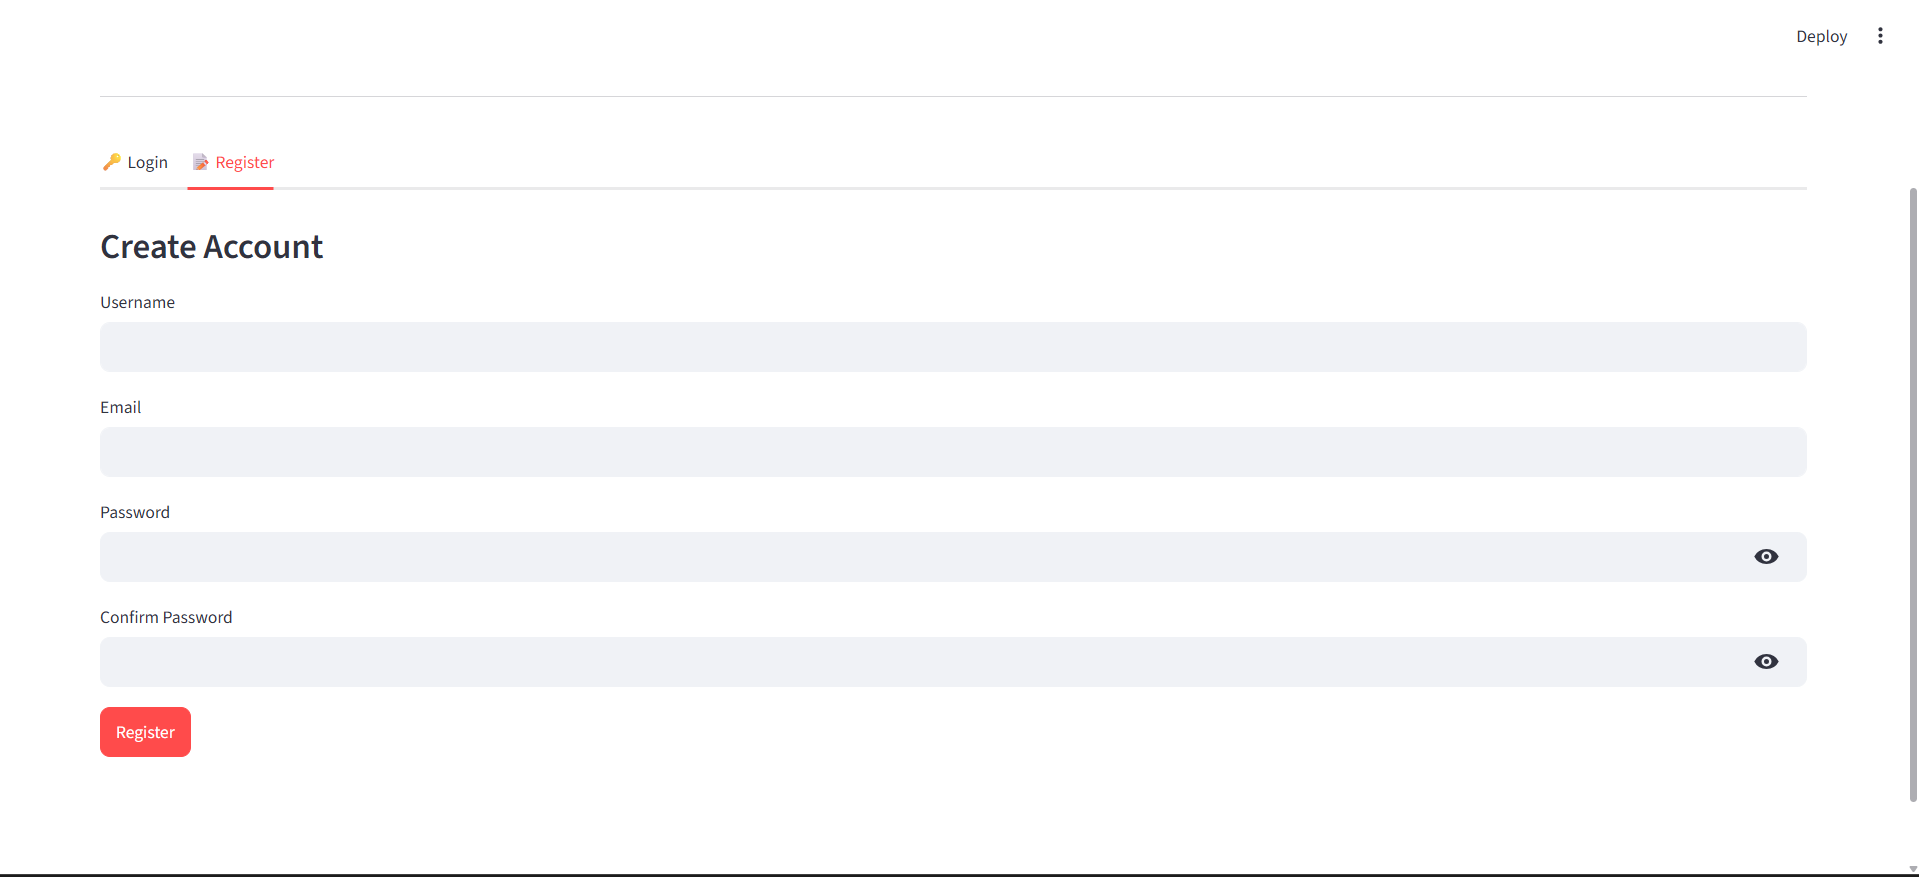 Deploy
Login Register
Create Account
Username
Email
Password
Confirm Password
Register